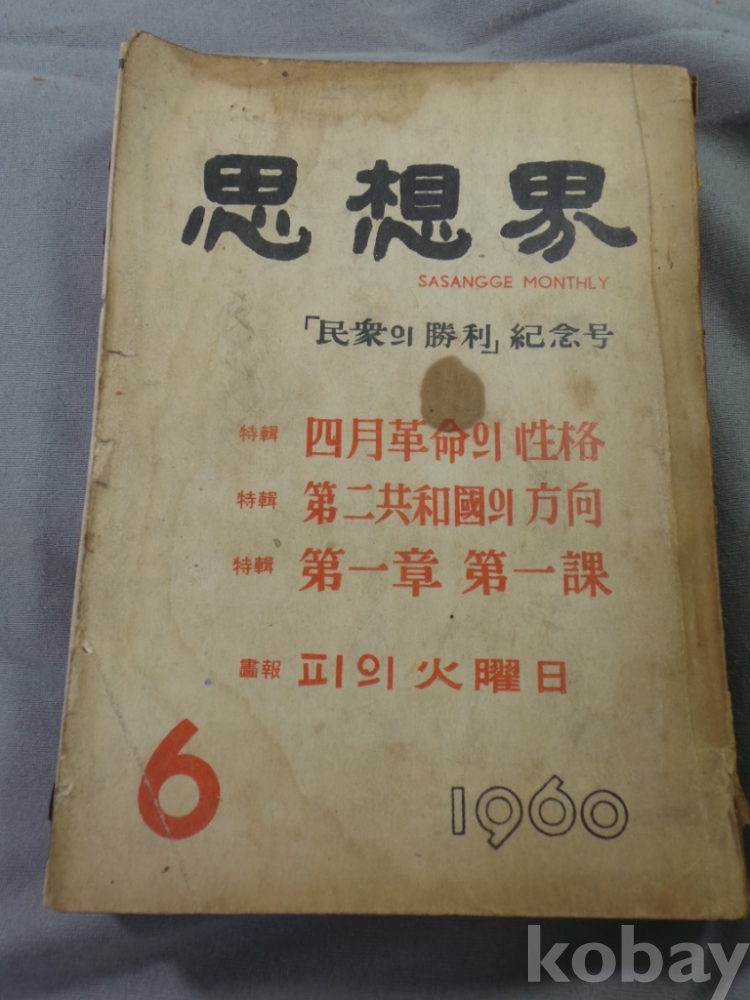 思想界
SASANGGE MONTHLY
「民衆의 勝利」 紀念号
特輯 四月革命의 性格
特輯 第二共和國의 方向
特輯 第一章 第一課
畵報 피의 火曜日
6 1960
kobay